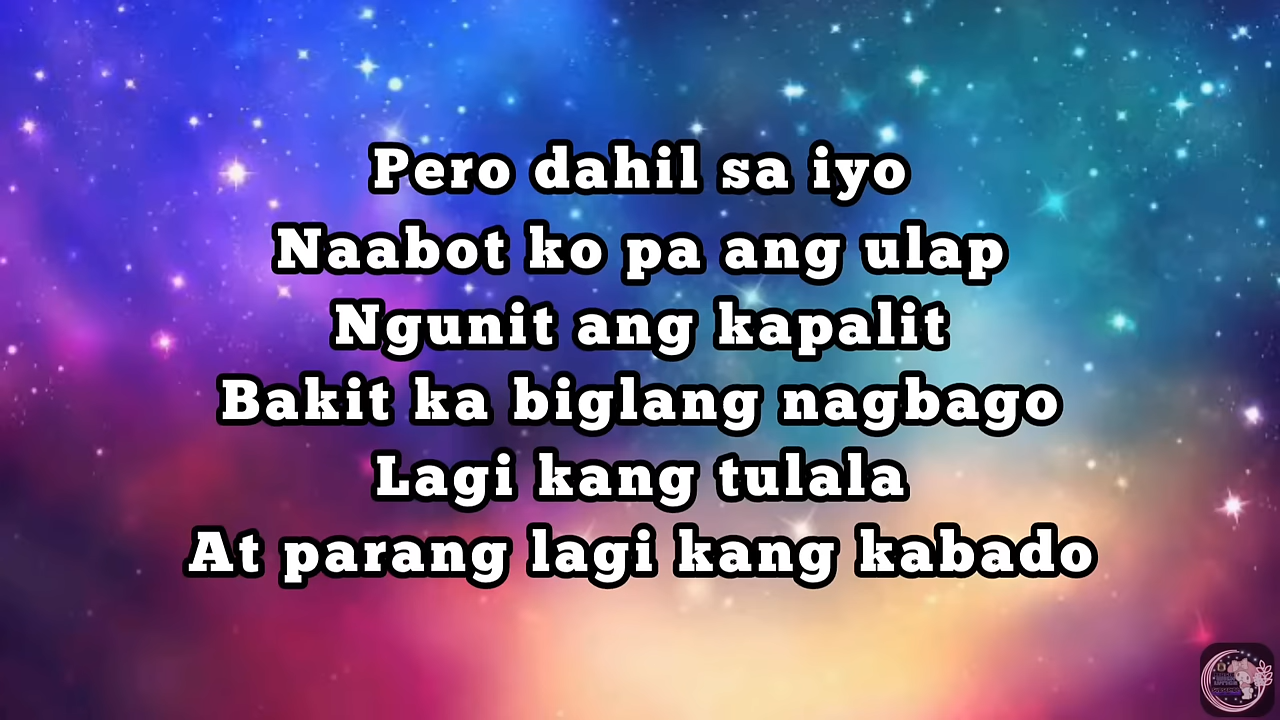 Pero dahil sa iyo
Naabot ko pa ang ulap
Ngunit ang kapalit
Bakit ka biglang nagbago
Lagi kang tulala
At parang lagi kang kabado